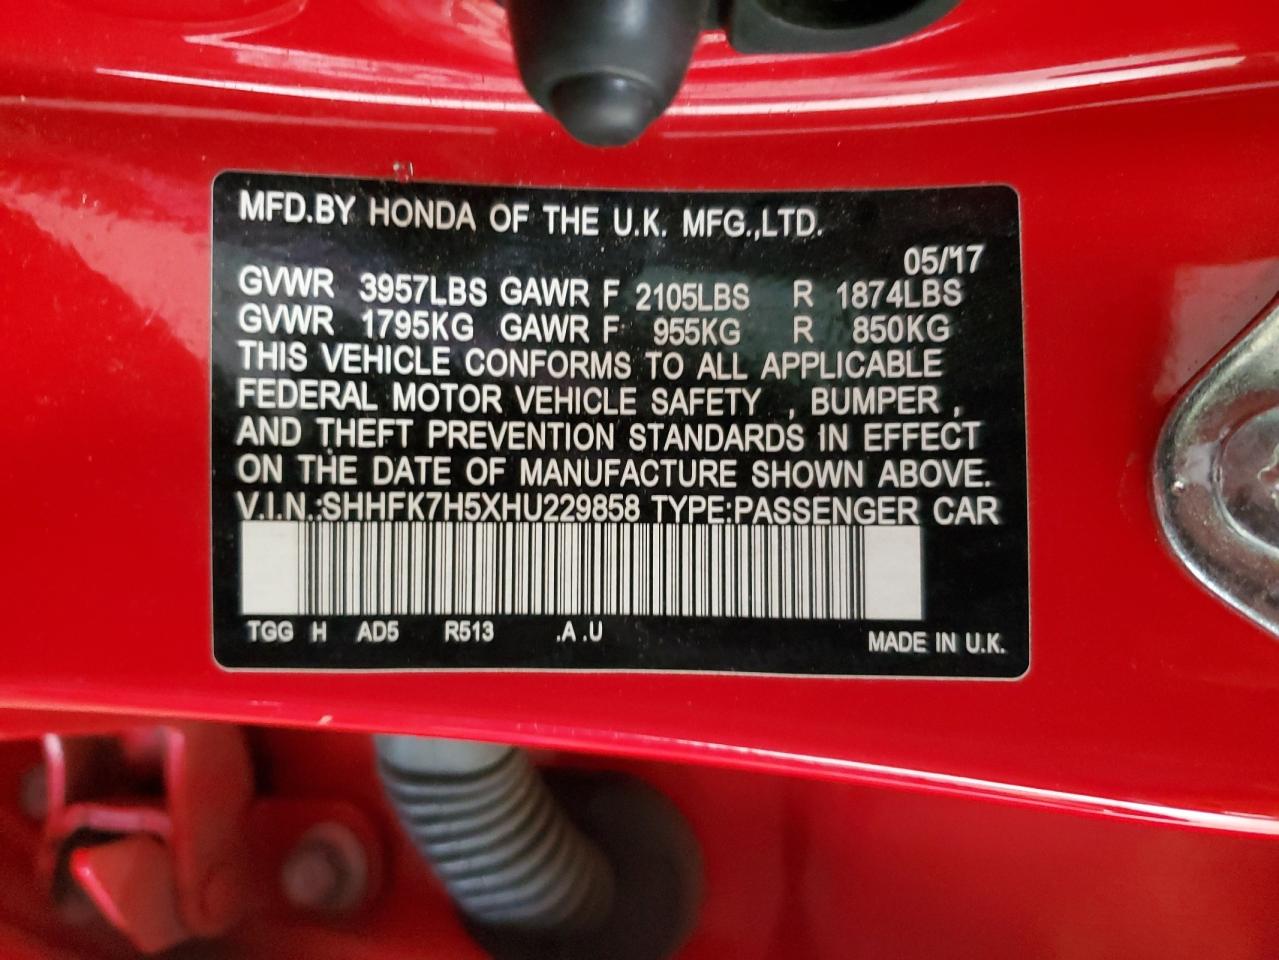 MFD.BY HONDA OF THE U.K. MFG.,LTD.
05/17
GVWR 3957LBS GAWR F 2105LBS R 1874LBS
GVWR 1795KG GAWR F 955KG R 850KG
THIS VEHICLE CONFORMS TO ALL APPLICABLE
FEDERAL MOTOR VEHICLE SAFETY , BUMPER ,
AND THEFT PREVENTION STANDARDS IN EFFECT
ON THE DATE OF MANUFACTURE SHOWN ABOVE.
V.I.N.:SHHFK7H5XHU229858 TYPE:PASSENGER CAR
TGG H AD5 R513 .A .U
MADE IN U.K.